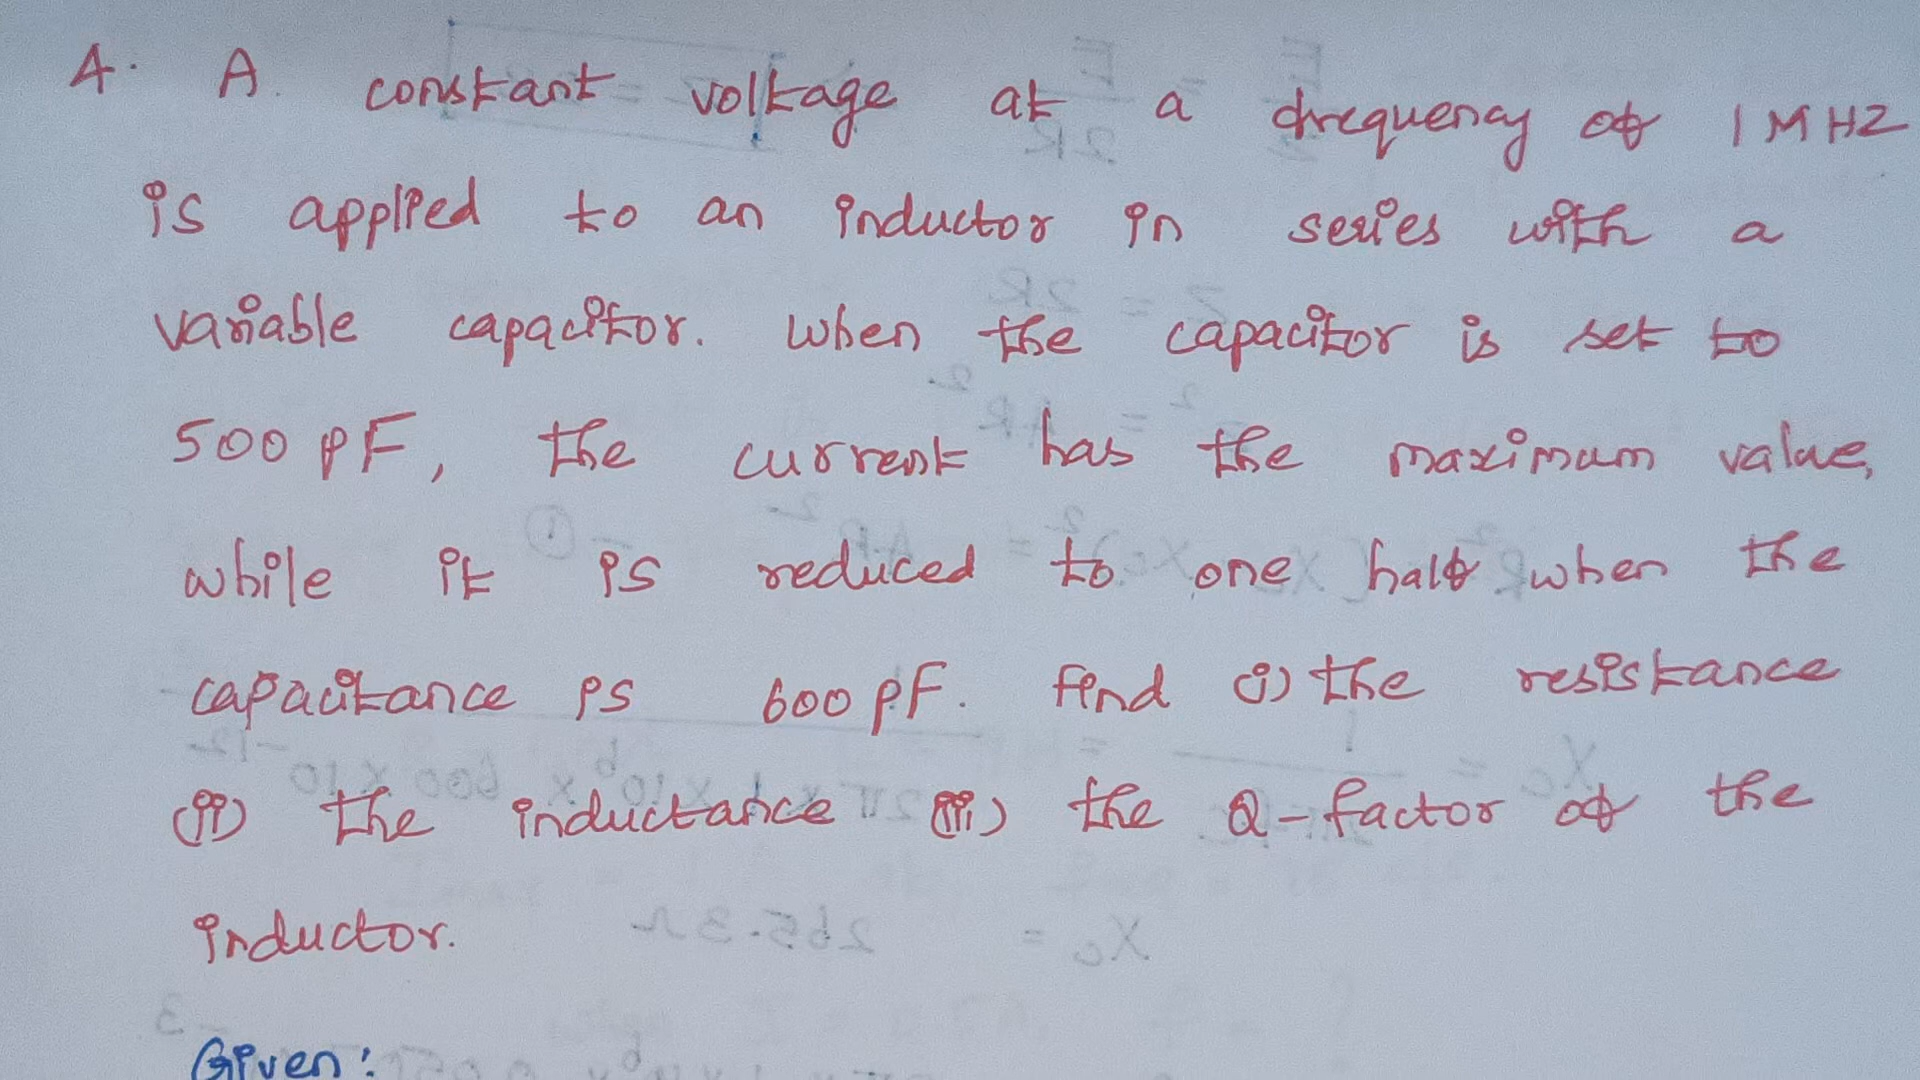 4. A constant voltage at a frequency of 1 MHZ
is applied to an inductor in series with a
variable capacitor. When the capacitor is set to
500 pF, the current has the maximum value,
while it is reduced to one half when the
capacitance is 600 pF. Find (i) the resistance
(ii) the inductance (iii) the Q-factor of the
inductor.
Given: